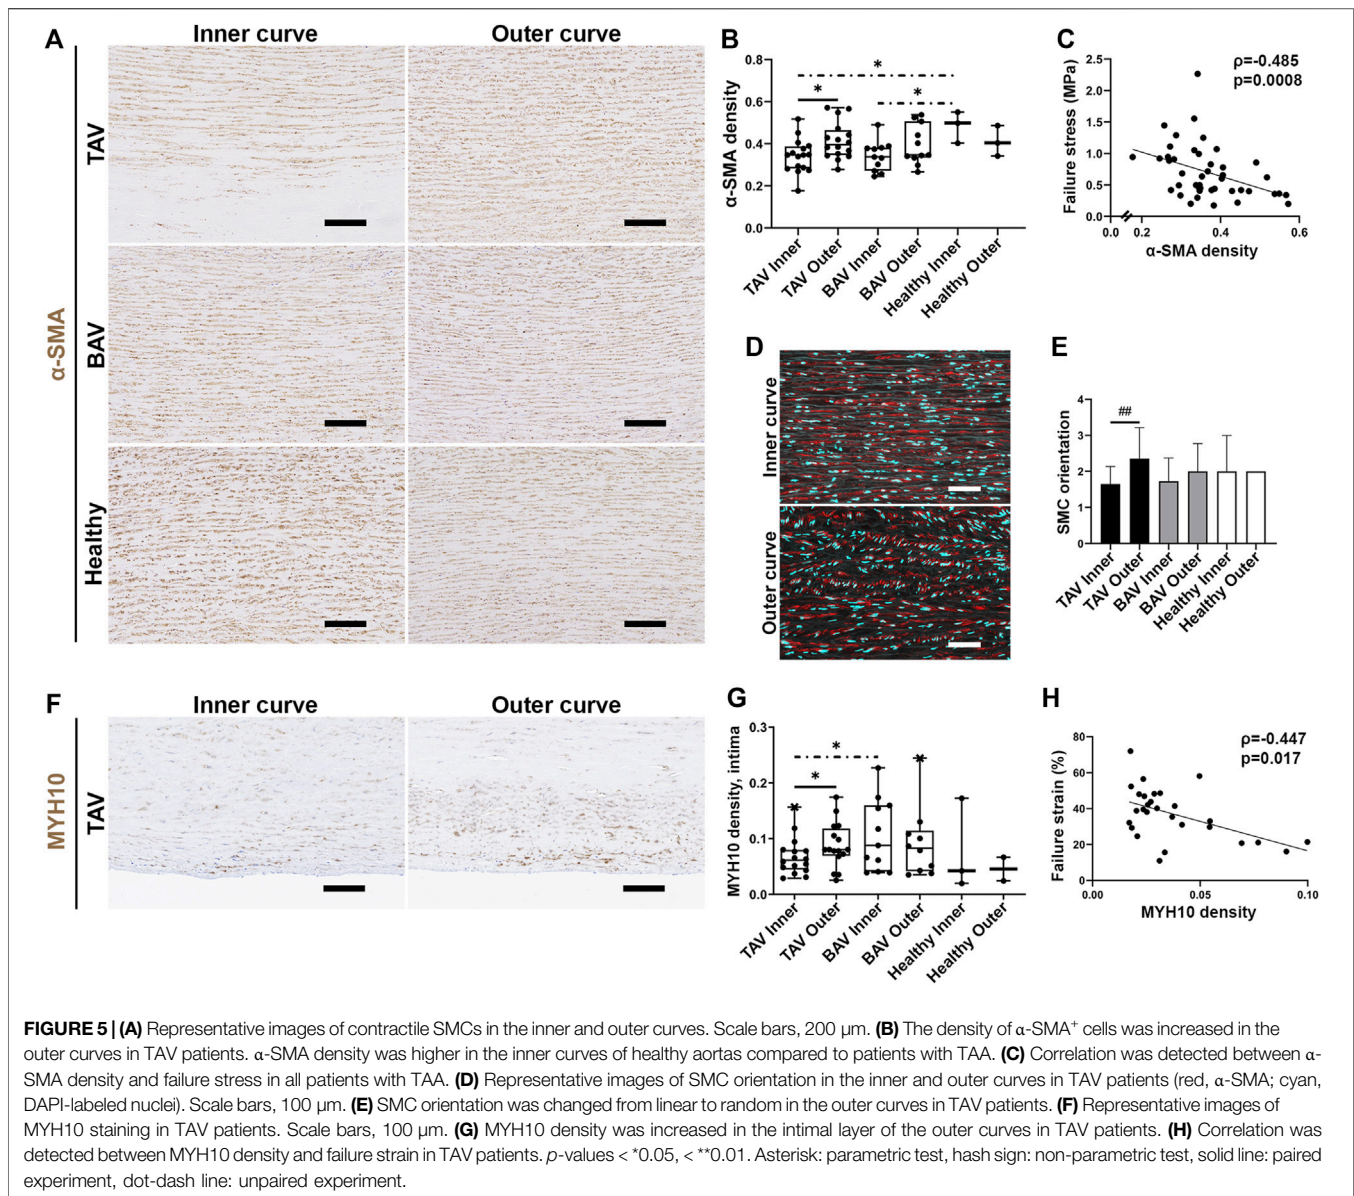 A
Inner curve
Outer curve
α-SMA
TAV
BAV
Healthy
B
α-SMA density
0.8
0.6
0.4
0.2
0.0
*
*
*
TAV Inner
TAV Outer
BAV Inner
BAV Outer
Healthy Inner
Healthy Outer
C
Failure stress (MPa)
2.5
2.0
1.5
1.0
0.5
0.0
ρ=-0.485
p=0.0008
0.0
0.2
0.4
0.6
α-SMA density
D
Inner curve
Outer curve
E
SMC orientation
4
3
2
1
0
##
TAV Inner
TAV Outer
BAV Inner
BAV Outer
Healthy Inner
Healthy Outer
F
Inner curve
Outer curve
MYH10
TAV
G
MYH10 density, intima
0.3
0.2
0.1
0.0
*
*
TAV Inner
TAV Outer
BAV Inner
BAV Outer
Healthy Inner
Healthy Outer
H
Failure strain (%)
80
60
40
20
0
ρ=-0.447
p=0.017
0.00
0.05
0.10
MYH10 density
FIGURE 5 | (A) Representative images of contractile SMCs in the inner and outer curves. Scale bars, 200 µm. (B) The density of α-SMA⁺ cells was increased in the
outer curves in TAV patients. α-SMA density was higher in the inner curves of healthy aortas compared to patients with TAA. (C) Correlation was detected between α-
SMA density and failure stress in all patients with TAA. (D) Representative images of SMC orientation in the inner and outer curves in TAV patients (red, α-SMA; cyan,
DAPI-labeled nuclei). Scale bars, 100 µm. (E) SMC orientation was changed from linear to random in the outer curves in TAV patients. (F) Representative images of
MYH10 staining in TAV patients. Scale bars, 100 µm. (G) MYH10 density was increased in the intimal layer of the outer curves in TAV patients. (H) Correlation was
detected between MYH10 density and failure strain in TAV patients. p-values < *0.05, < **0.01. Asterisk: parametric test, hash sign: non-parametric test, solid line: paired
experiment, dot-dash line: unpaired experiment.